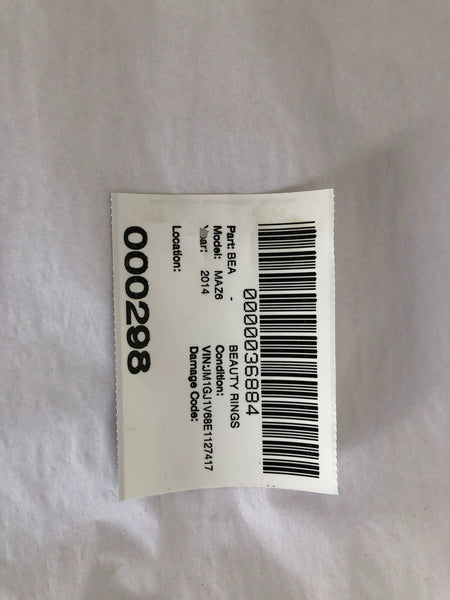 0000036884
Part: BEA - BEAUTY RINGS
Model: MAZ6 Condition:
Year: 2014 VIN:JM1GJ1V68E1127417
Damage Code:
Location:
000298